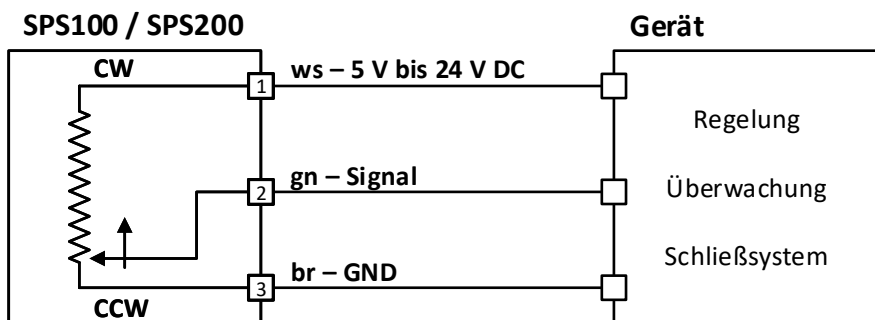 SPS100 / SPS200
Gerät
CW
1
ws – 5 V bis 24 V DC
Regelung
2
gn – Signal
Überwachung
Schließsystem
3
br – GND
CCW